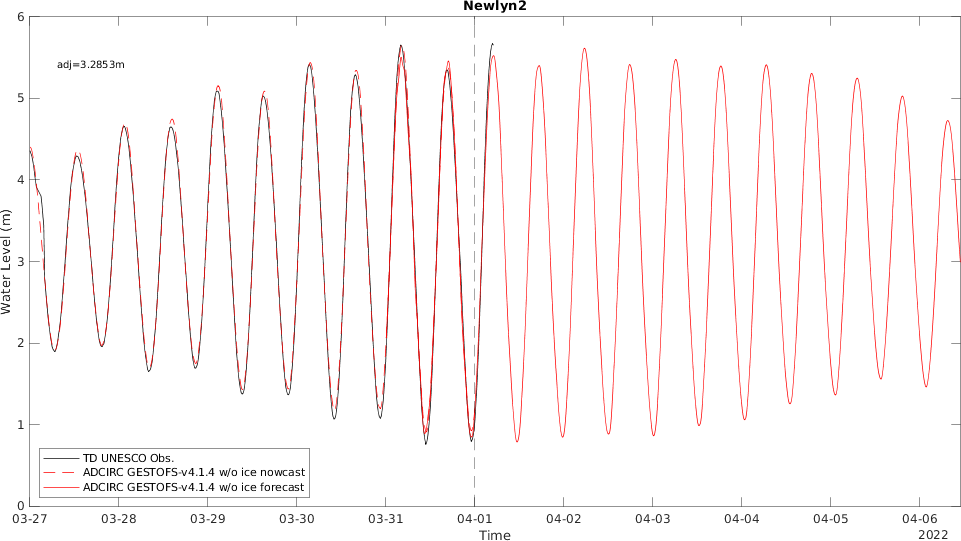 Newlyn2
6
adj=3.2853m
5
4
3
2
1
0
Water Level (m)
TD UNESCO Obs.
ADCIRC GESTOFS-v4.1.4 w/o ice nowcast
ADCIRC GESTOFS-v4.1.4 w/o ice forecast
03-27 03-28 03-29 03-30 03-31 04-01 04-02 04-03 04-04 04-05 04-06
Time
2022